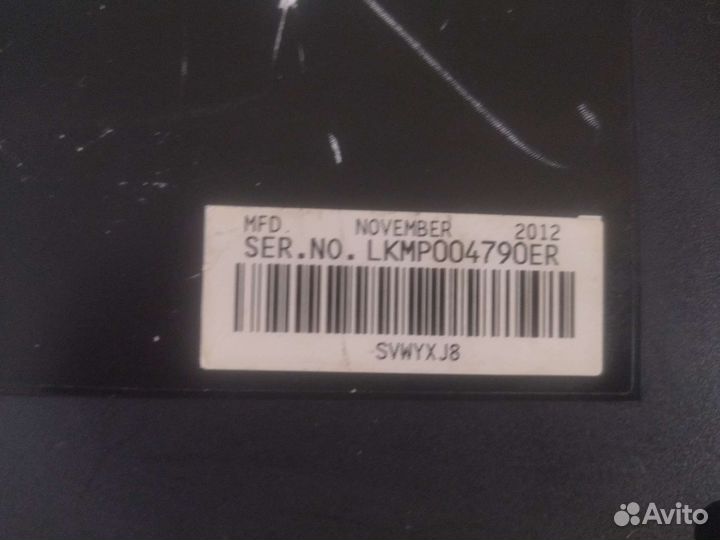 MFD NOVEMBER 2012
SER.NO. LKMP004790ER
SVWYXJ8
Avito